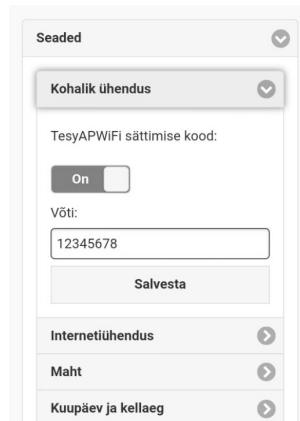 Seaded
Kohalik ühendus
TesyAPWiFi sättimise kood:
On
Võti:
12345678
Salvesta
Internetiühendus
Maht
Kuupäev ja kellaeg